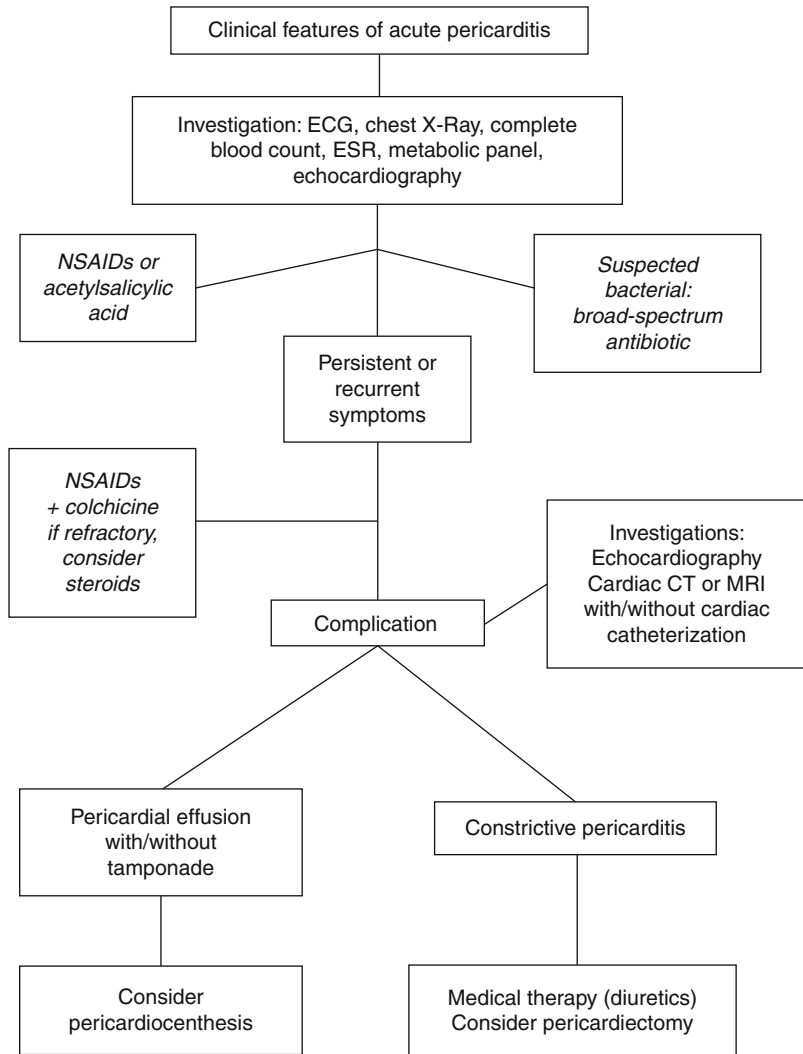 Clinical features of acute pericarditis
Investigation: ECG, chest X-Ray, complete
blood count, ESR, metabolic panel,
echocardiography
NSAIDs or
acetylsalicylic
acid
Suspected
bacterial:
broad-spectrum
antibiotic
Persistent or
recurrent
symptoms
NSAIDs
+ colchicine
if refractory,
consider
steroids
Investigations:
Echocardiography
Cardiac CT or MRI
with/without cardiac
catheterization
Complication
Pericardial effusion
with/without
tamponade
Constrictive pericarditis
Consider
pericardiocenthesis
Medical therapy (diuretics)
Consider pericardiectomy